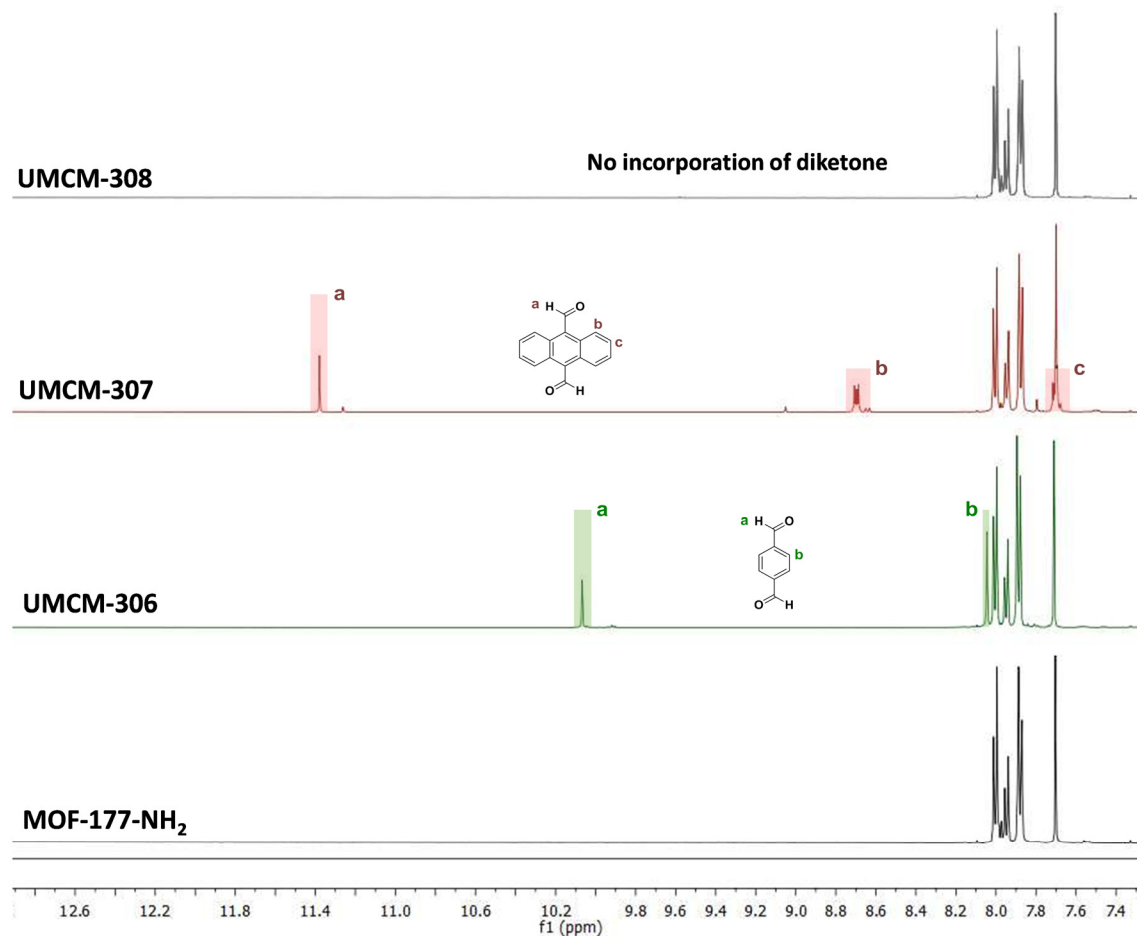 No incorporation of diketone
UMCM-308
a
a H O
b
c
O H
b
c
UMCM-307
a
a H O
b
O H
b
UMCM-306
MOF-177-NH₂
12.6 12.2 11.8 11.4 11.0 10.6 10.2 9.8 9.6 9.4 9.2 9.0 8.8 8.6 8.4 8.2 8.0 7.8 7.6 7.4
f1 (ppm)